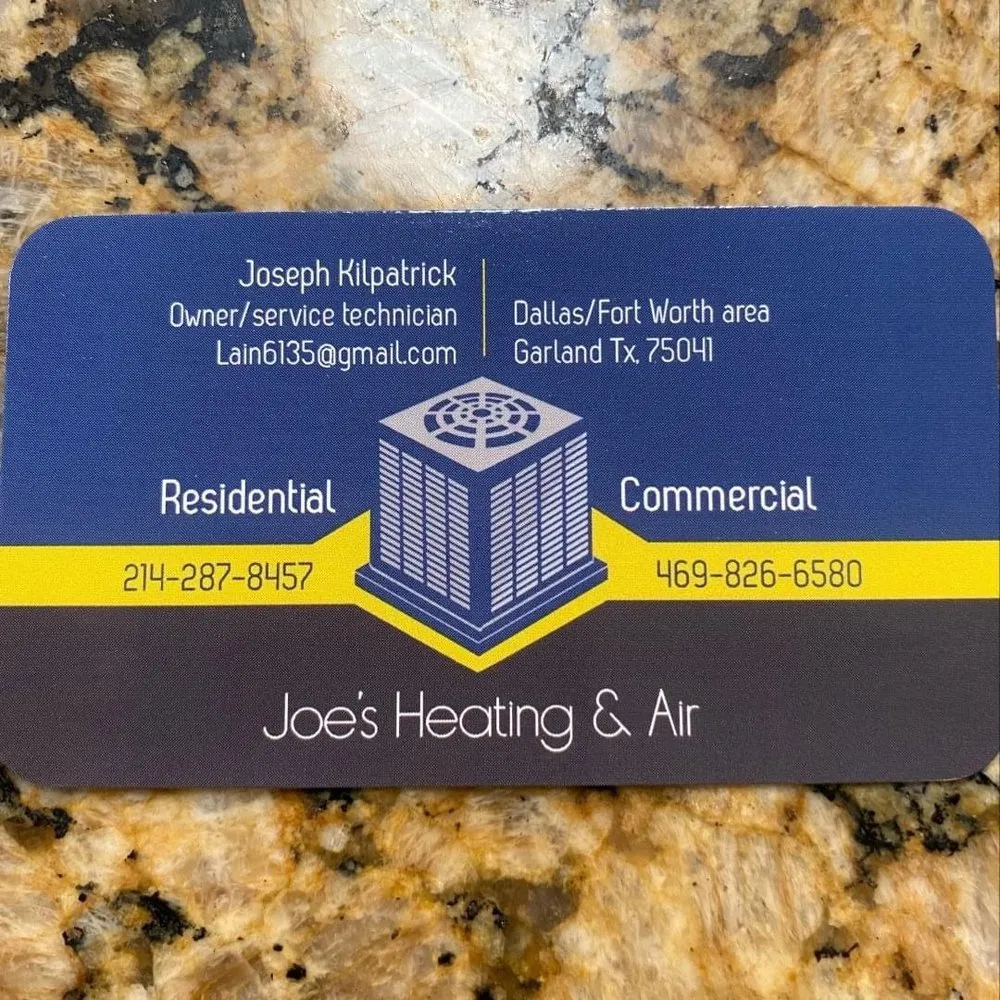 Joseph Kilpatrick
Owner/service technician
Lain6135@gmail.com
Dallas/Fort Worth area
Garland Tx, 75041
Residential
Commercial
214-287-8457
469-826-6580
Joe's Heating & Air